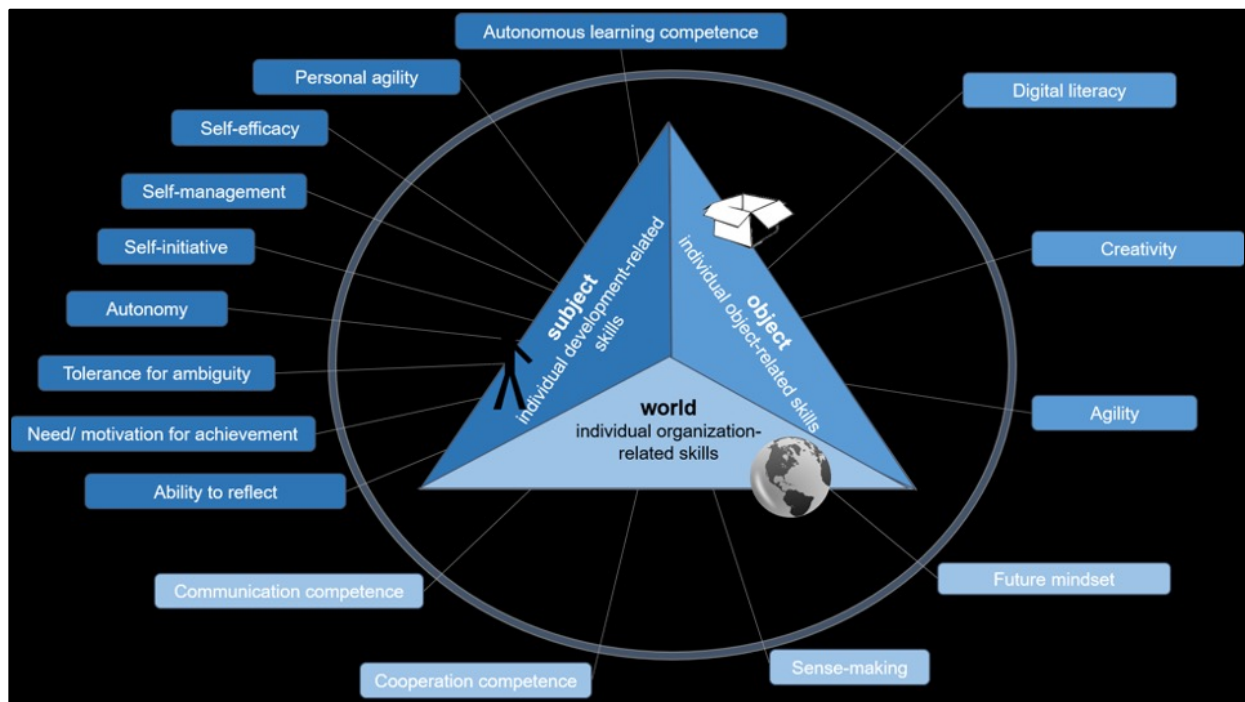 Autonomous learning competence
Personal agility
Digital literacy
Self-efficacy
Self-management
Self-initiative
Creativity
Autonomy
Tolerance for ambiguity
Need/ motivation for achievement
Agility
Ability to reflect
subject
individual development-related
skills
object
individual object-related skills
world
individual organization-
related skills
Communication competence
Future mindset
Cooperation competence
Sense-making